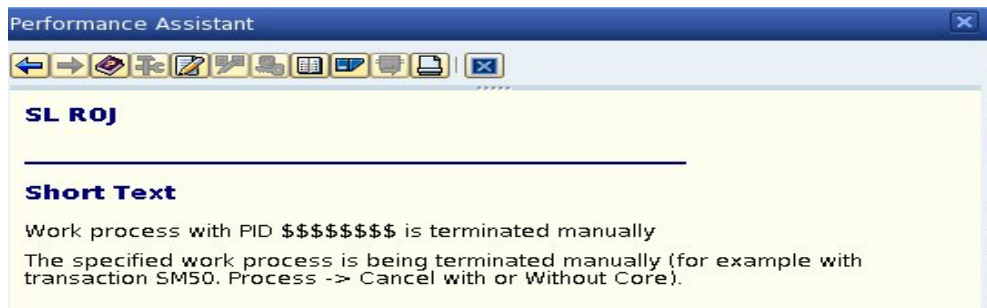 Performance Assistant
SL R0J
Short Text
Work process with PID $$$$$$$$ is terminated manually
The specified work process is being terminated manually (for example with
transaction SM50. Process -> Cancel with or Without Core).